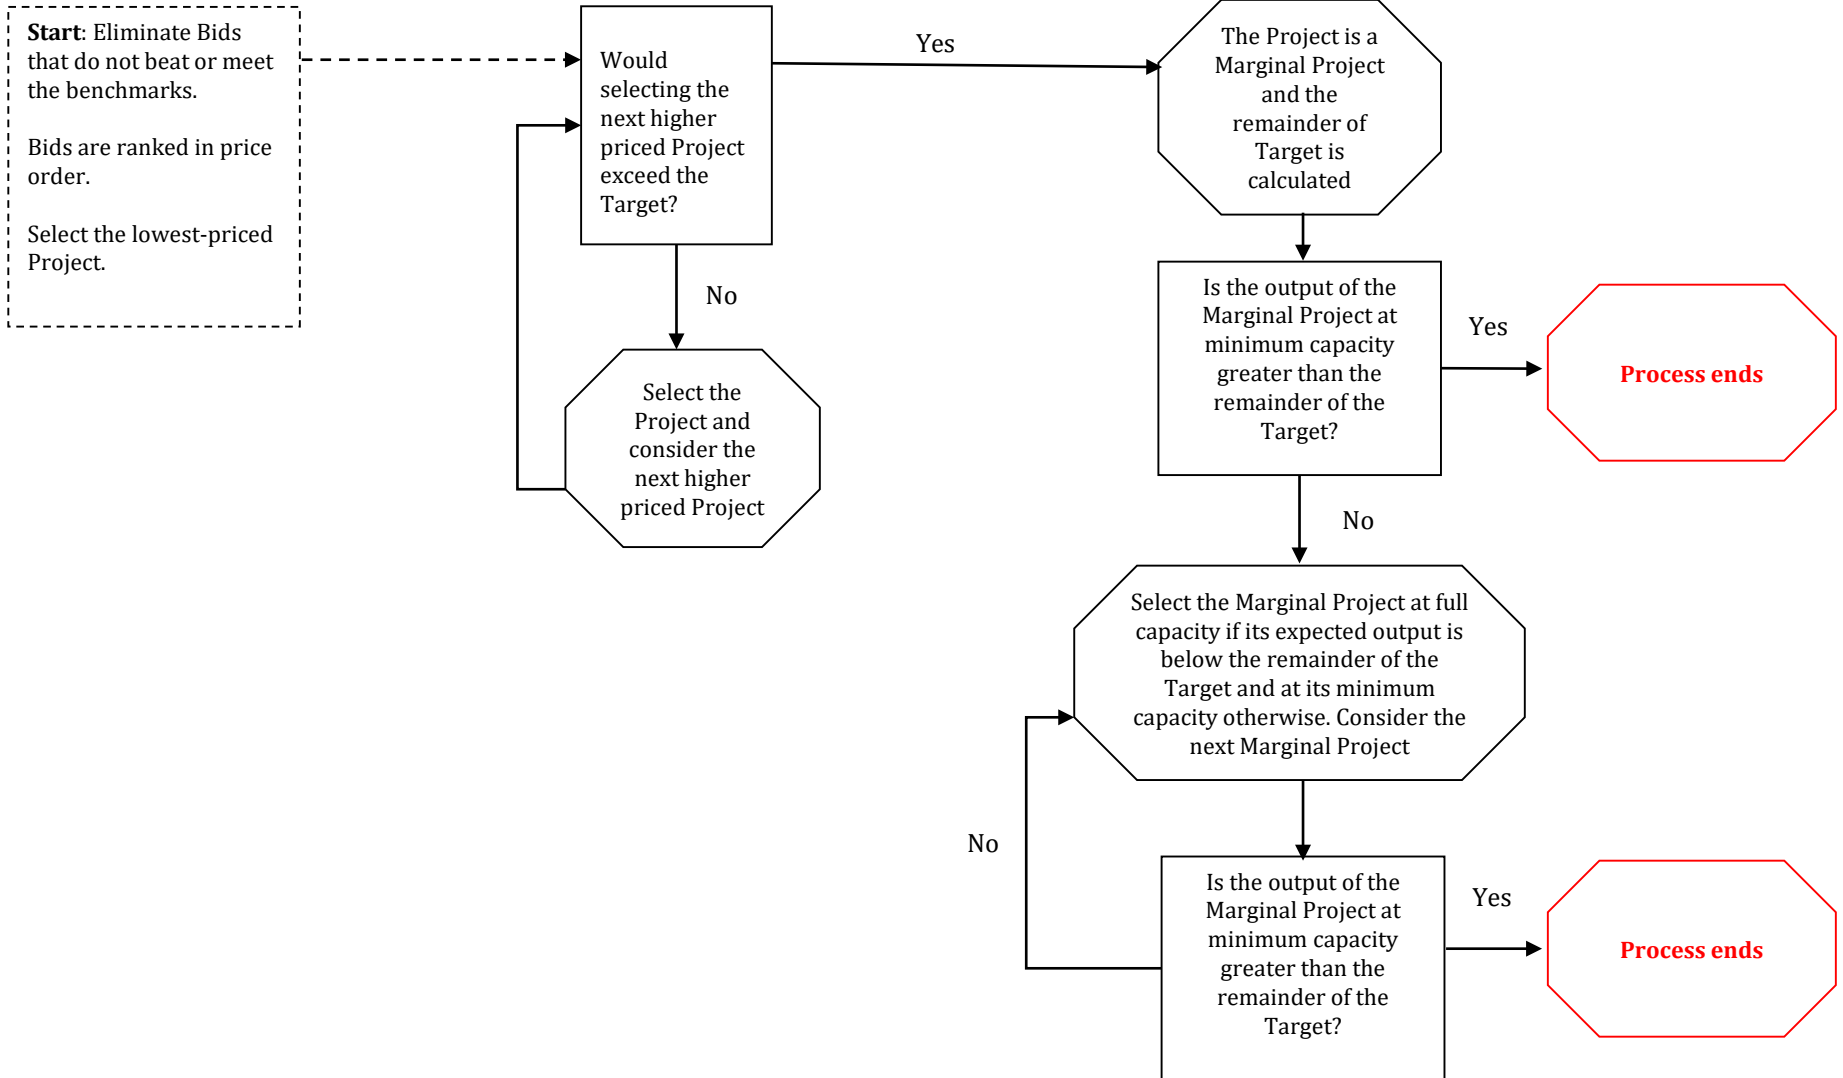 Start: Eliminate Bids
that do not beat or meet
the benchmarks.
Bids are ranked in price
order.
Select the lowest-priced
Project.
Would
selecting the
next higher
priced Project
exceed the
Target?
Yes
The Project is a
Marginal Project
and the
remainder of
Target is
calculated
No
Select the
Project and
consider the
next higher
priced Project
Is the output of the
Marginal Project at
minimum capacity
greater than the
remainder of the
Target?
Yes
Process ends
No
Select the Marginal Project at full
capacity if its expected output is
below the remainder of the
Target and at its minimum
capacity otherwise. Consider the
next Marginal Project
No
Is the output of the
Marginal Project at
minimum capacity
greater than the
remainder of the
Target?
Yes
Process ends